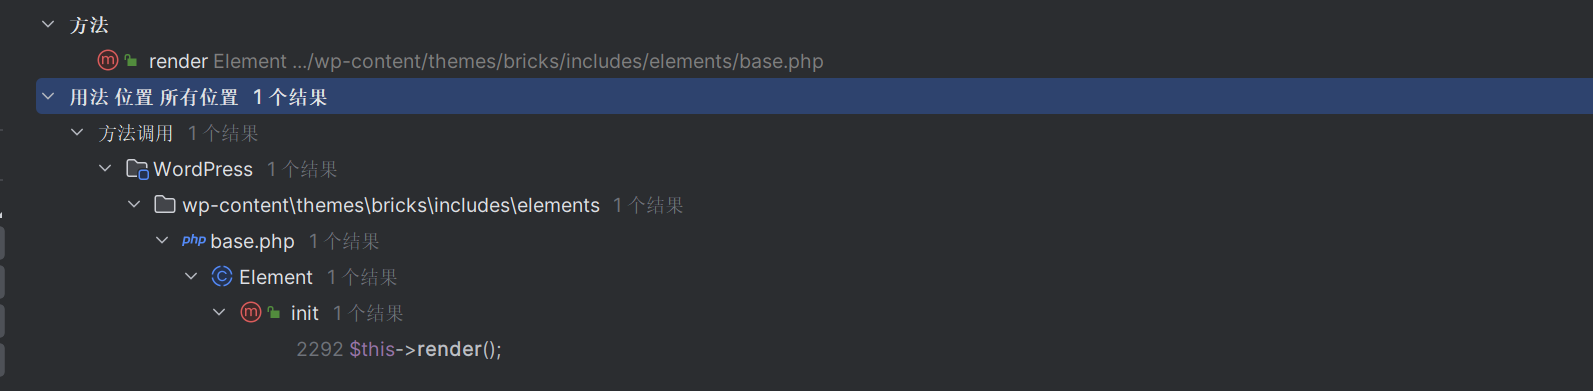 方法
render Element .../wp-content/themes/bricks/includes/elements/base.php
用法 位置 所有位置 1 个结果
方法调用 1 个结果
WordPress 1 个结果
wp-content\themes\bricks\includes\elements 1 个结果
php base.php 1 个结果
Element 1 个结果
init 1 个结果
2292 $this->render();